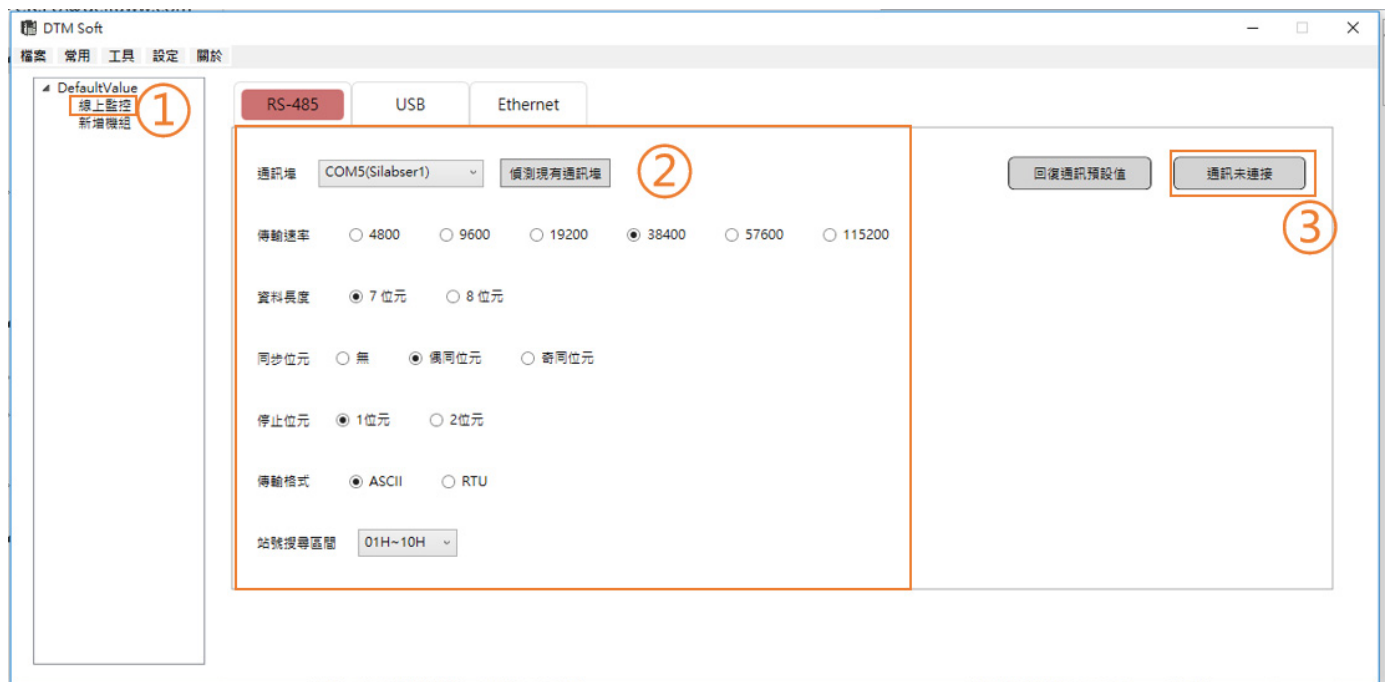 DTM Soft
檔案 常用 工具 設定 關於
DefaultValue
線上監控
新增機組
①
RS-485 USB Ethernet
通訊埠 COM5(Silabser1) 偵測現有通訊埠 ② 回復通訊預設值 通訊未連接
③
傳輸速率 4800 9600 19200 38400 57600 115200
資料長度 7 位元 8 位元
同步位元 無 偶同位元 奇同位元
停止位元 1位元 2位元
傳輸格式 ASCII RTU
站號搜尋區間 01H~10H